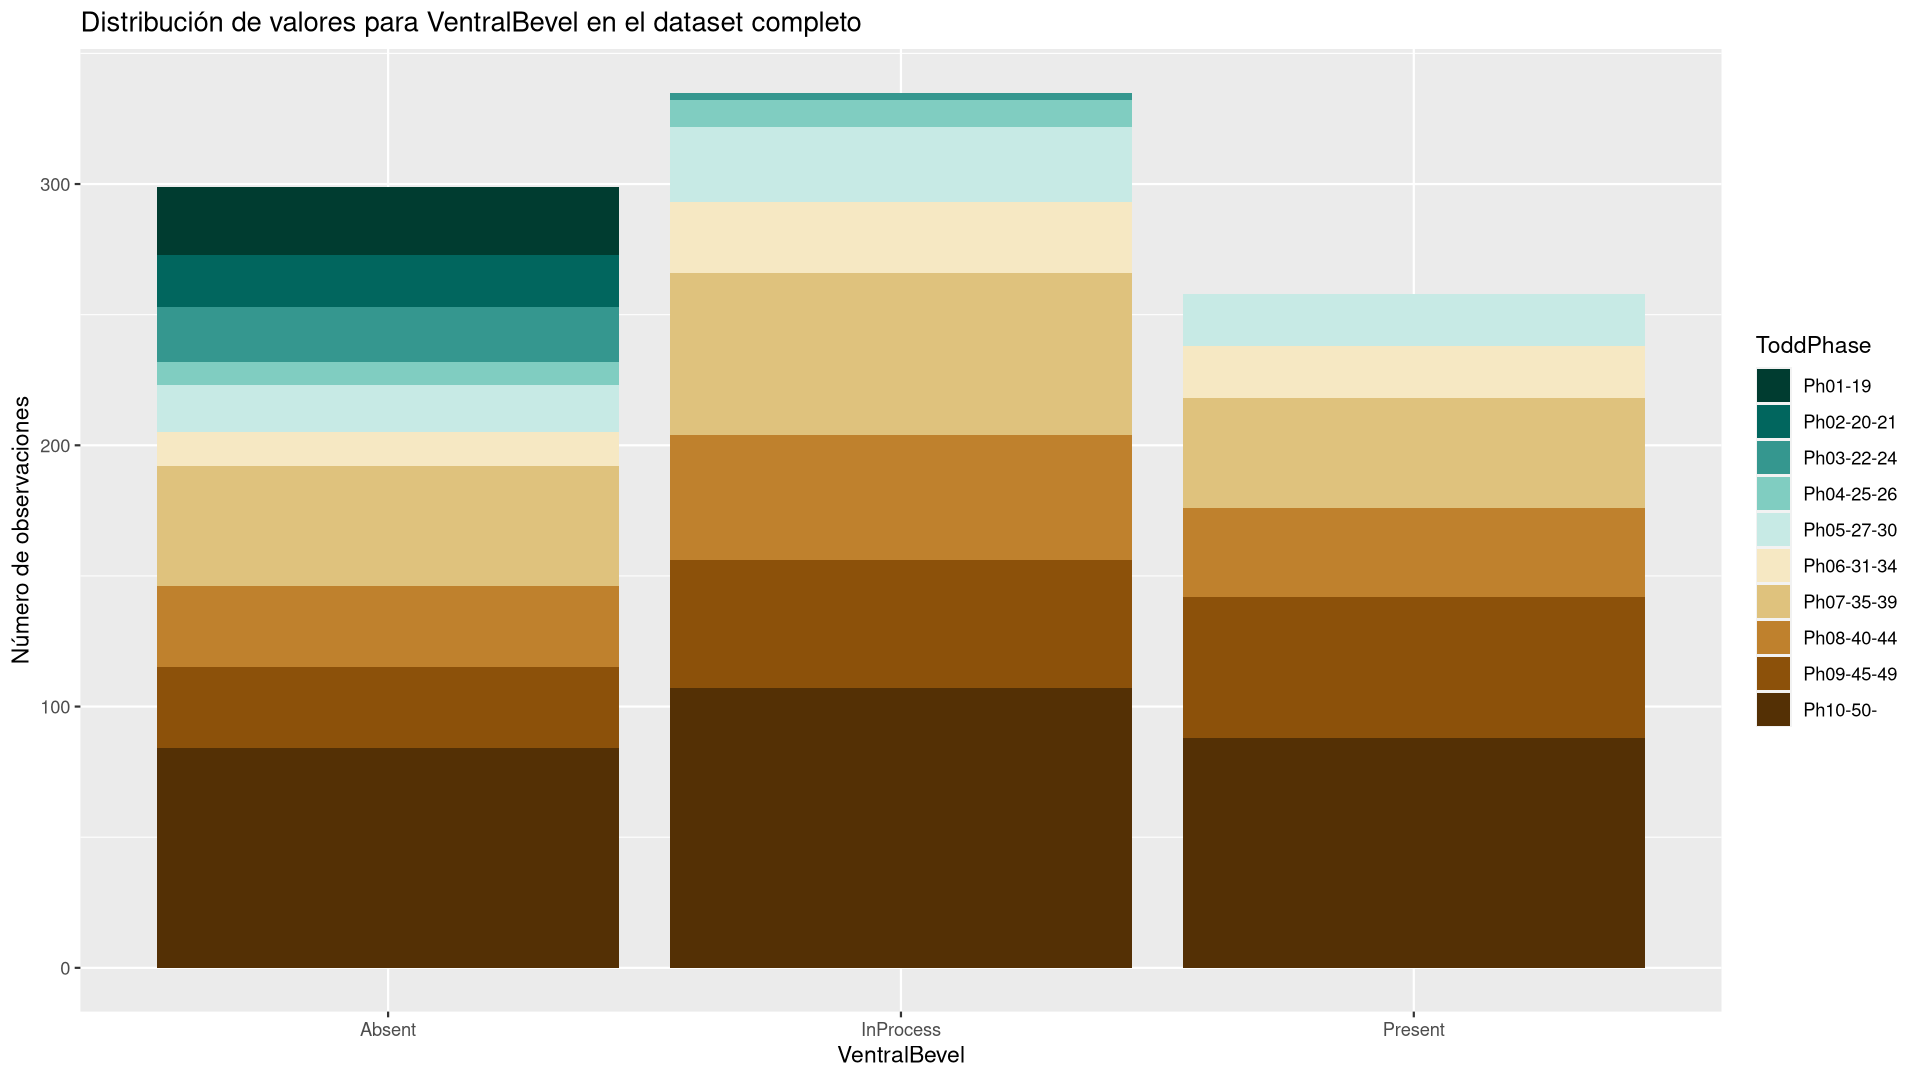 Distribución de valores para VentralBevel en el dataset completo
Número de observaciones
300
200
100
0
Absent
InProcess
Present
VentralBevel
ToddPhase
Ph01-19
Ph02-20-21
Ph03-22-24
Ph04-25-26
Ph05-27-30
Ph06-31-34
Ph07-35-39
Ph08-40-44
Ph09-45-49
Ph10-50-